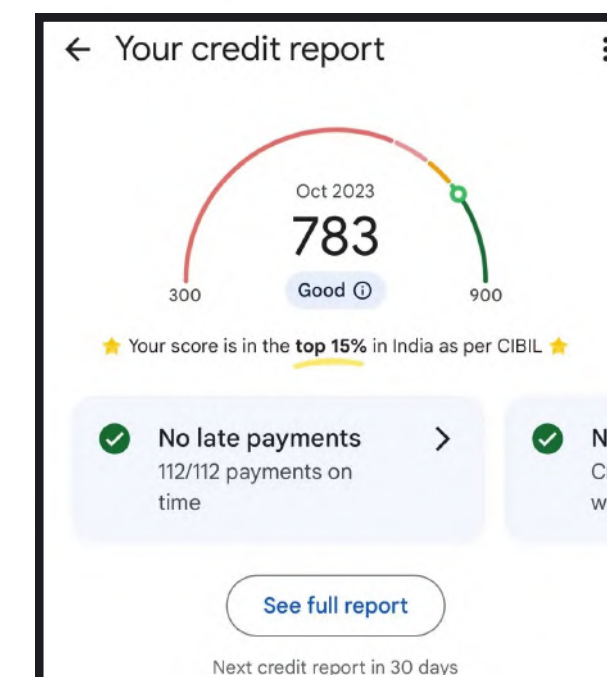 ← Your credit report
Oct 2023
783
Good
300
900
Your score is in the top 15% in India as per CIBIL
No late payments
112/112 payments on
time
See full report
Next credit report in 30 days